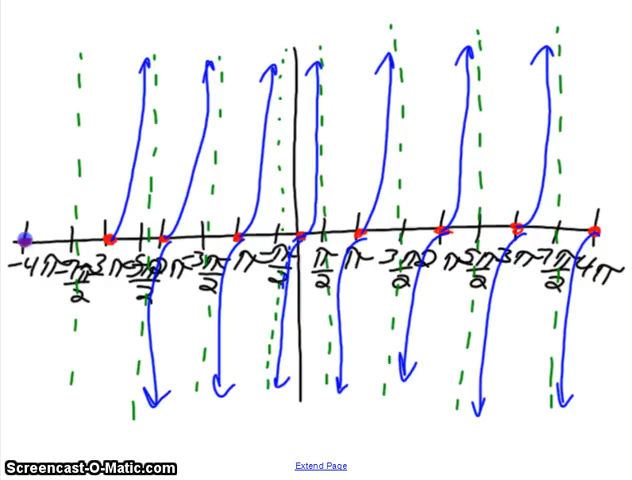 -4π -7π/2 -3π -5π/2 -2π -3π/2 -π -π/2 π/2 π 3π/2 2π 5π/2 3π 7π/2 4π
Extend Page
Screencast-O-Matic.com